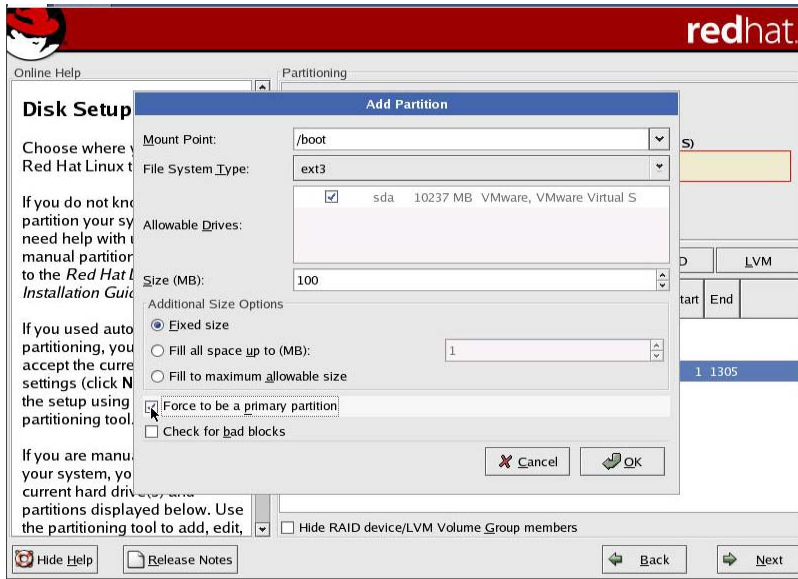 redhat.
Online Help
Partitioning
Disk Setup
Choose where
Red Hat Linux t
If you do not kno
partition your sy
need help with
manual partition
to the Red Hat
Installation Guid
If you used auto
partitioning, you
accept the curre
settings (click N
the setup using
partitioning tool.
If you are manu
your system, yo
current hard drive(s) and
partitions displayed below. Use
the partitioning tool to add, edit,
Add Partition
Mount Point:
/boot
File System Type:
ext3
Allowable Drives:
sda 10237 MB VMware, VMware Virtual S
Size (MB):
100
Additional Size Options
Fixed size
Fill all space up to (MB):
1
Fill to maximum allowable size
Force to be a primary partition
Check for bad blocks
Cancel
OK
S)
D
LVM
tart
End
1 1305
Hide RAID device/LVM Volume Group members
Hide Help
Release Notes
Back
Next